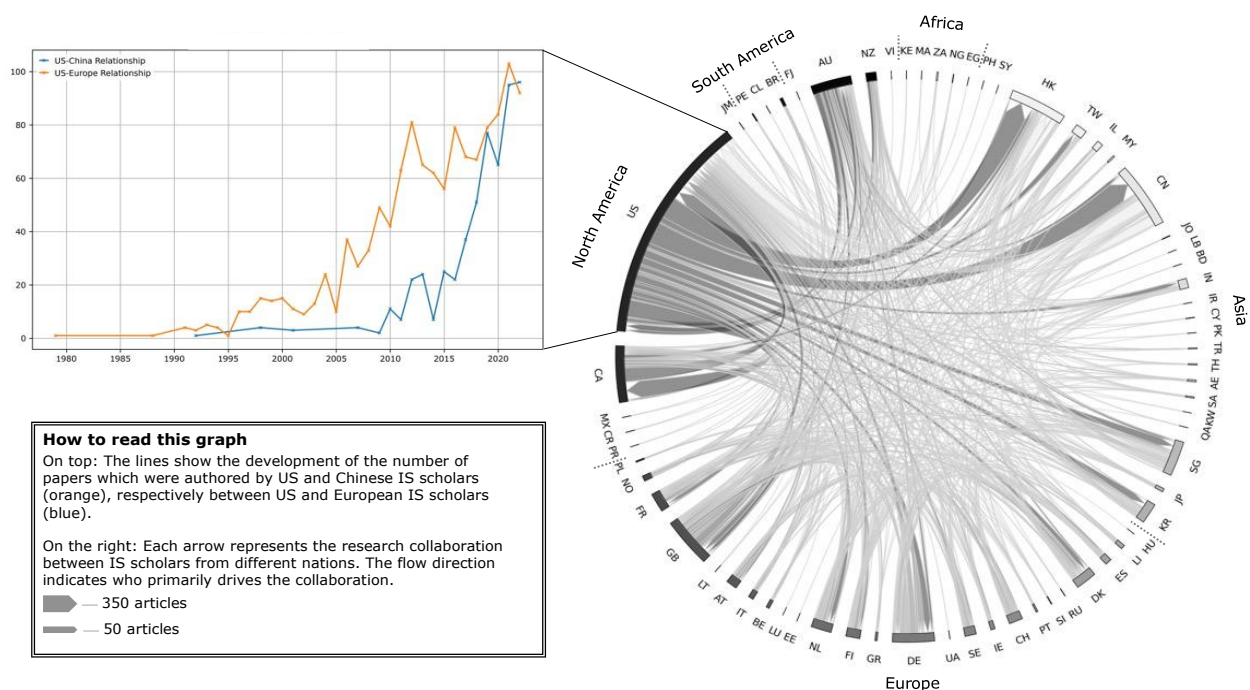 US-China Relationship
US-Europe Relationship
100
80
60
40
20
0
1980
1985
1990
1995
2000
2005
2010
2015
2020
How to read this graph
On top: The lines show the development of the number of
papers which were authored by US and Chinese IS scholars
(orange), respectively between US and European IS scholars
(blue).
On the right: Each arrow represents the research collaboration
between IS scholars from different nations. The flow direction
indicates who primarily drives the collaboration.
350 articles
50 articles
North America
South America
Africa
Asia
Europe
US
JM
PE
CL
BR
FJ
AU
NZ
VI
KE
MA
ZA
NG
EG
PH
SY
HK
TW
IL
MY
CN
JO
LB
BD
IN
IR
CY
PK
TR
TH
AE
SA
KW
QA
SG
JP
KR
HU
LI
ES
DK
RU
SI
PT
CH
IE
SE
UA
DE
GR
FI
NL
EE
LU
BE
IT
AT
LT
GB
FR
NO
PL
PR
CR
MX
CA